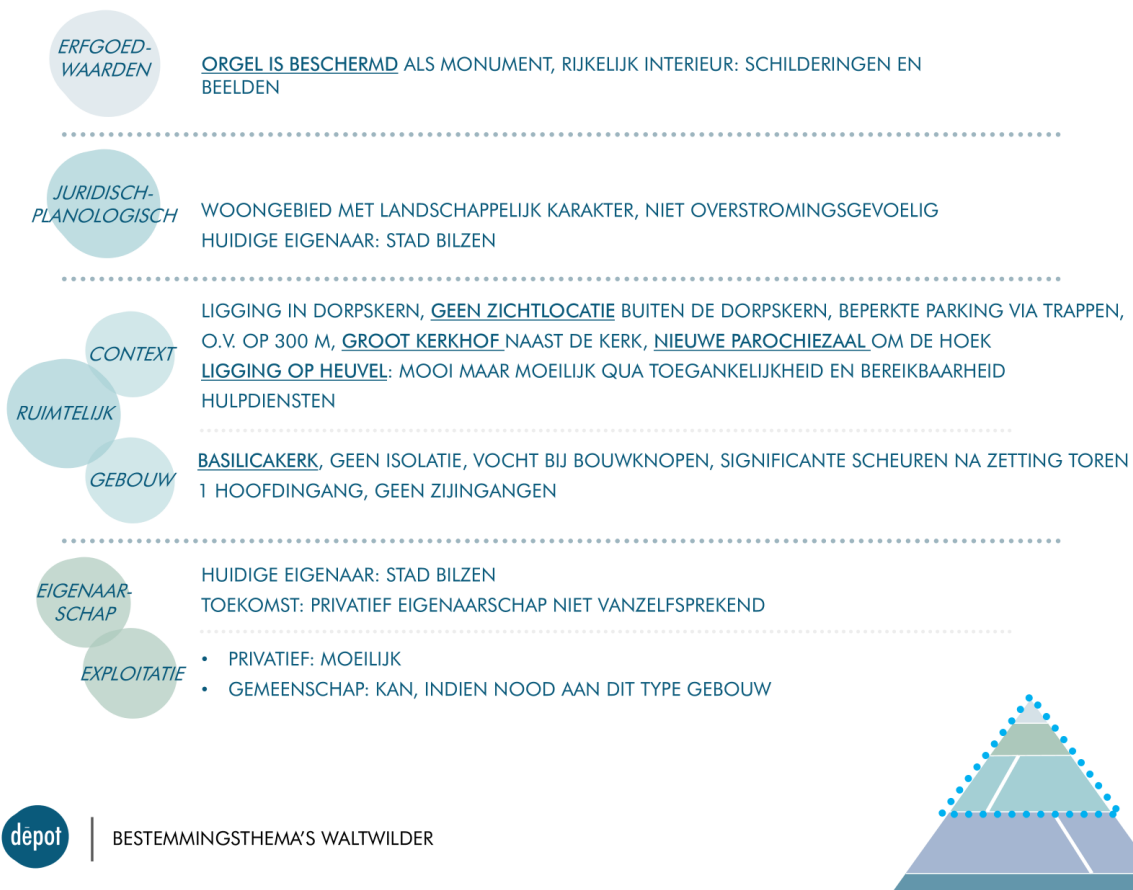 ERFGOED-
WAARDEN
ORGEL IS BESCHERMD ALS MONUMENT, RIJKELIJK INTERIEUR: SCHILDERINGEN EN
BEELDEN
JURIDISCH-
PLANOLOGISCH
WOONGEBIED MET LANDSCHAPPELIJK KARAKTER, NIET OVERSTROMINGSGEVOELIG
HUIDIGE EIGENAAR: STAD BILZEN
RUIMTELIJK
CONTEXT
LIGGING IN DORPSKERN, GEEN ZICHTLOCATIE BUITEN DE DORPSKERN, BEPERKTE PARKING VIA TRAPPEN,
O.V. OP 300 M, GROOT KERKHOF NAAST DE KERK, NIEUWE PAROCHIEZAAL OM DE HOEK
LIGGING OP HEUVEL: MOOI MAAR MOEILIJK QUA TOEGANKELIJKHEID EN BEREIKBAARHEID
HULPDIENSTEN
GEBOUW
BASILICAKERK, GEEN ISOLATIE, VOCHT BIJ BOUWKNOPEN, SIGNIFICANTE SCHEUREN NA ZETTING TOREN
1 HOOFDINGANG, GEEN ZIJINGANGEN
EIGENAAR-
SCHAP
HUIDIGE EIGENAAR: STAD BILZEN
TOEKOMST: PRIVATIEF EIGENAARSCHAP NIET VANZELFSPREKEND
EXPLOITATIE
• PRIVATIEF: MOEILIJK
• GEMEENSCHAP: KAN, INDIEN NOOD AAN DIT TYPE GEBOUW
dēpot
BESTEMMINGSTHEMA'S WALTWILDER